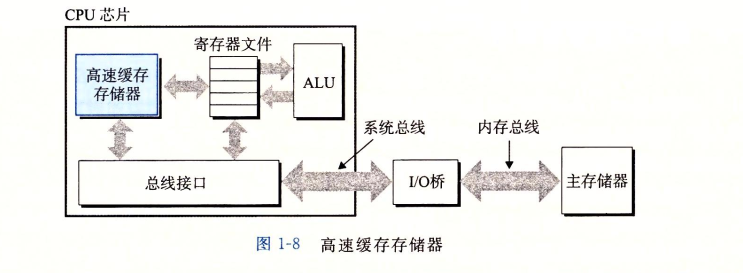 CPU 芯片
寄存器文件
高速缓存
存储器
ALU
系统总线
内存总线
总线接口
I/O桥
主存储器
图 1-8 高速缓存存储器